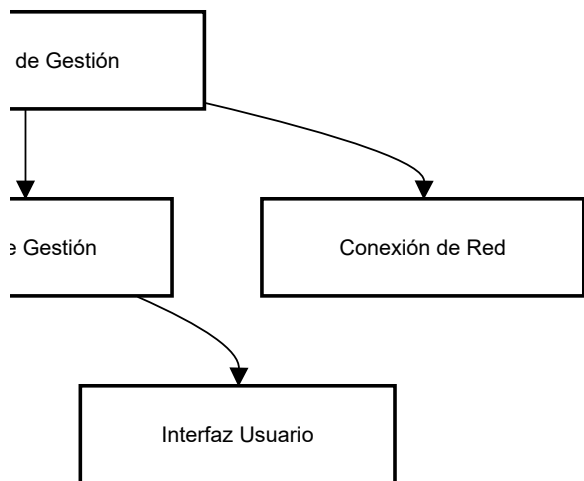 de Gestión
Gestión
Conexión de Red
Interfaz Usuario